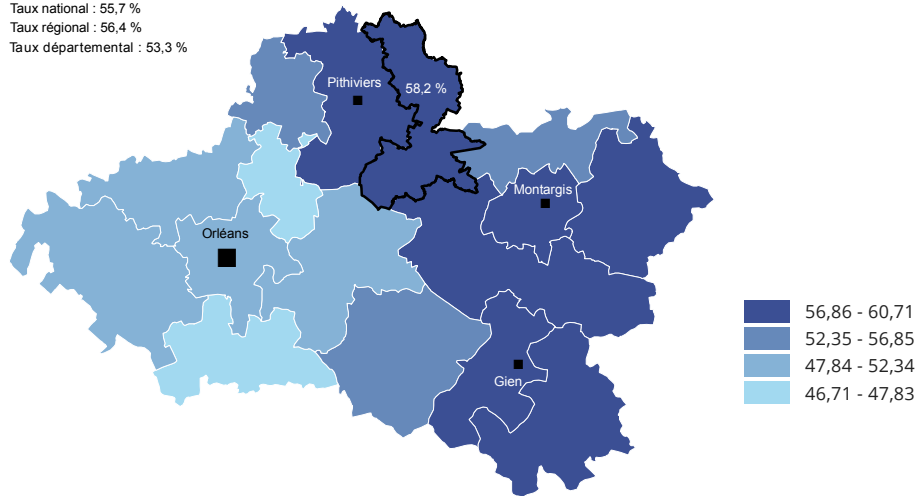 Taux national : 55,7 %
Taux régional : 56,4 %
Taux départemental : 53,3 %
Pithiviers
58,2 %
Montargis
Orléans
Gien
56,86 - 60,71
52,35 - 56,85
47,84 - 52,34
46,71 - 47,83